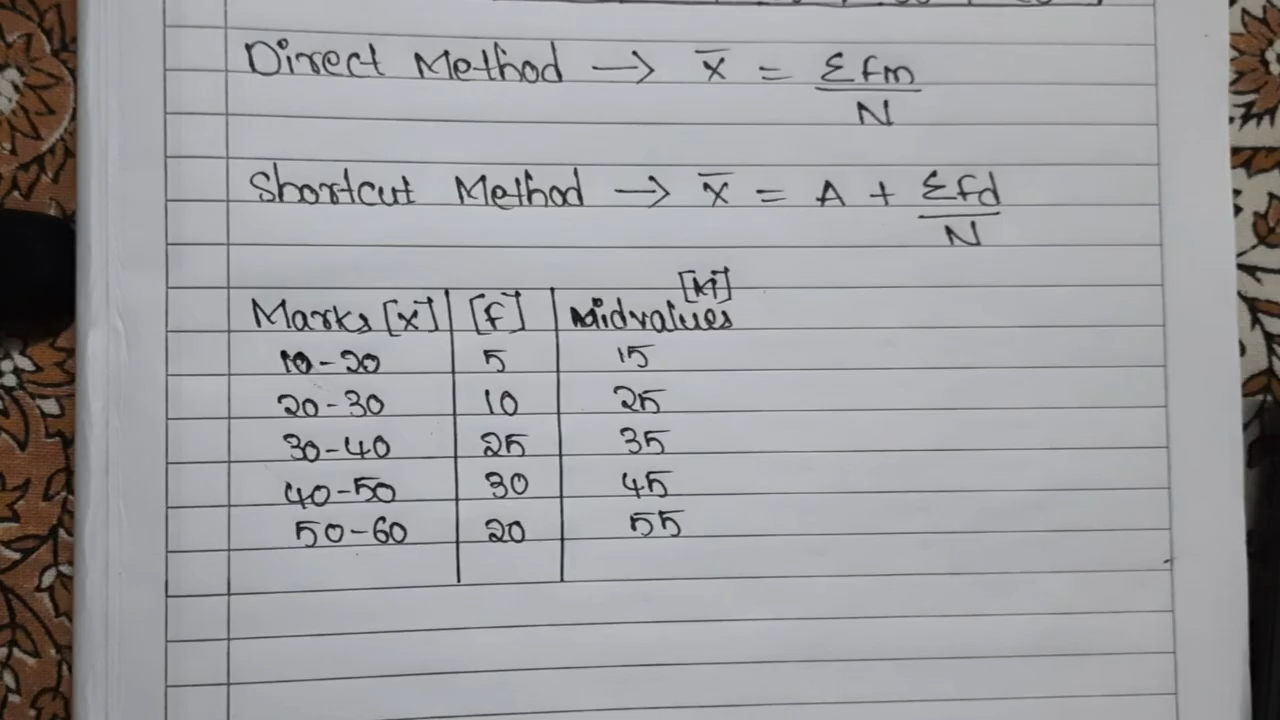 Direct Method → x̄ = Σfm / N
Shortcut Method → x̄ = A + Σfd / N
Marks [x] [f] Midvalues [M]
10-20 5 15
20-30 10 25
30-40 25 35
40-50 30 45
50-60 20 55